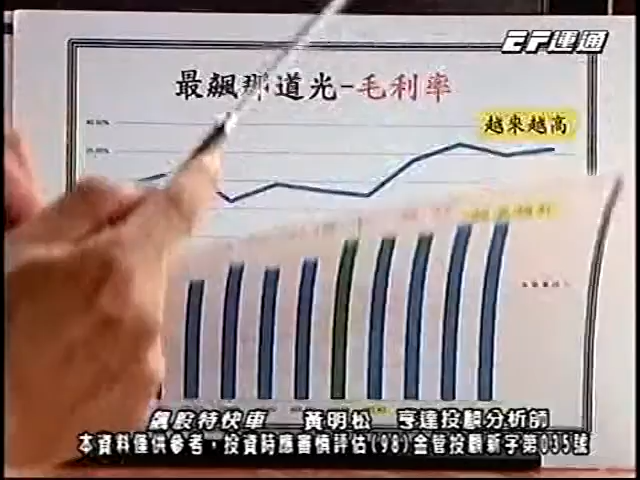 ET運通
最飆那道光-毛利率
越來越高
飆股特快車 黃明松 亨達投顧分析師
本資料僅供參考，投資時應審慎評估(98)金管投顧新字第035號